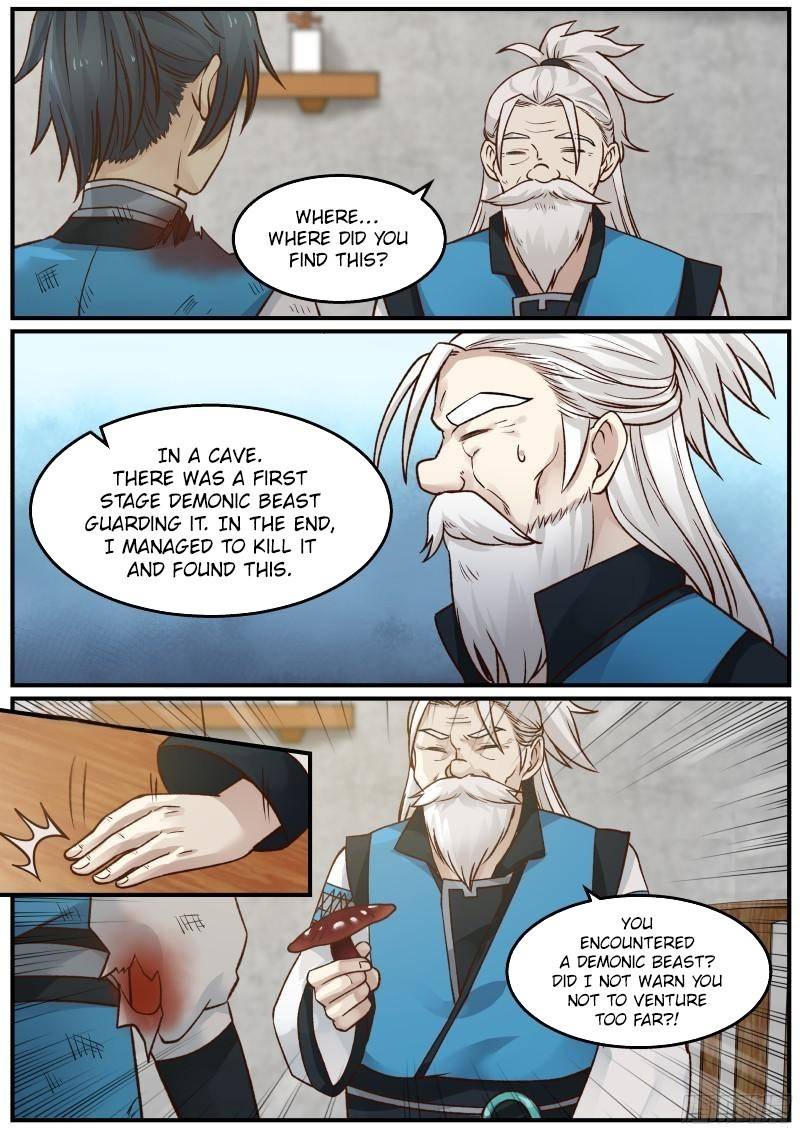 WHERE...
WHERE DID YOU
FIND THIS?
IN A CAVE.
THERE WAS A FIRST
STAGE DEMONIC BEAST
GUARDING IT. IN THE END,
I MANAGED TO KILL IT
AND FOUND THIS.
YOU
ENCOUNTERED
A DEMONIC BEAST?
DID I NOT WARN YOU
NOT TO VENTURE
TOO FAR?!